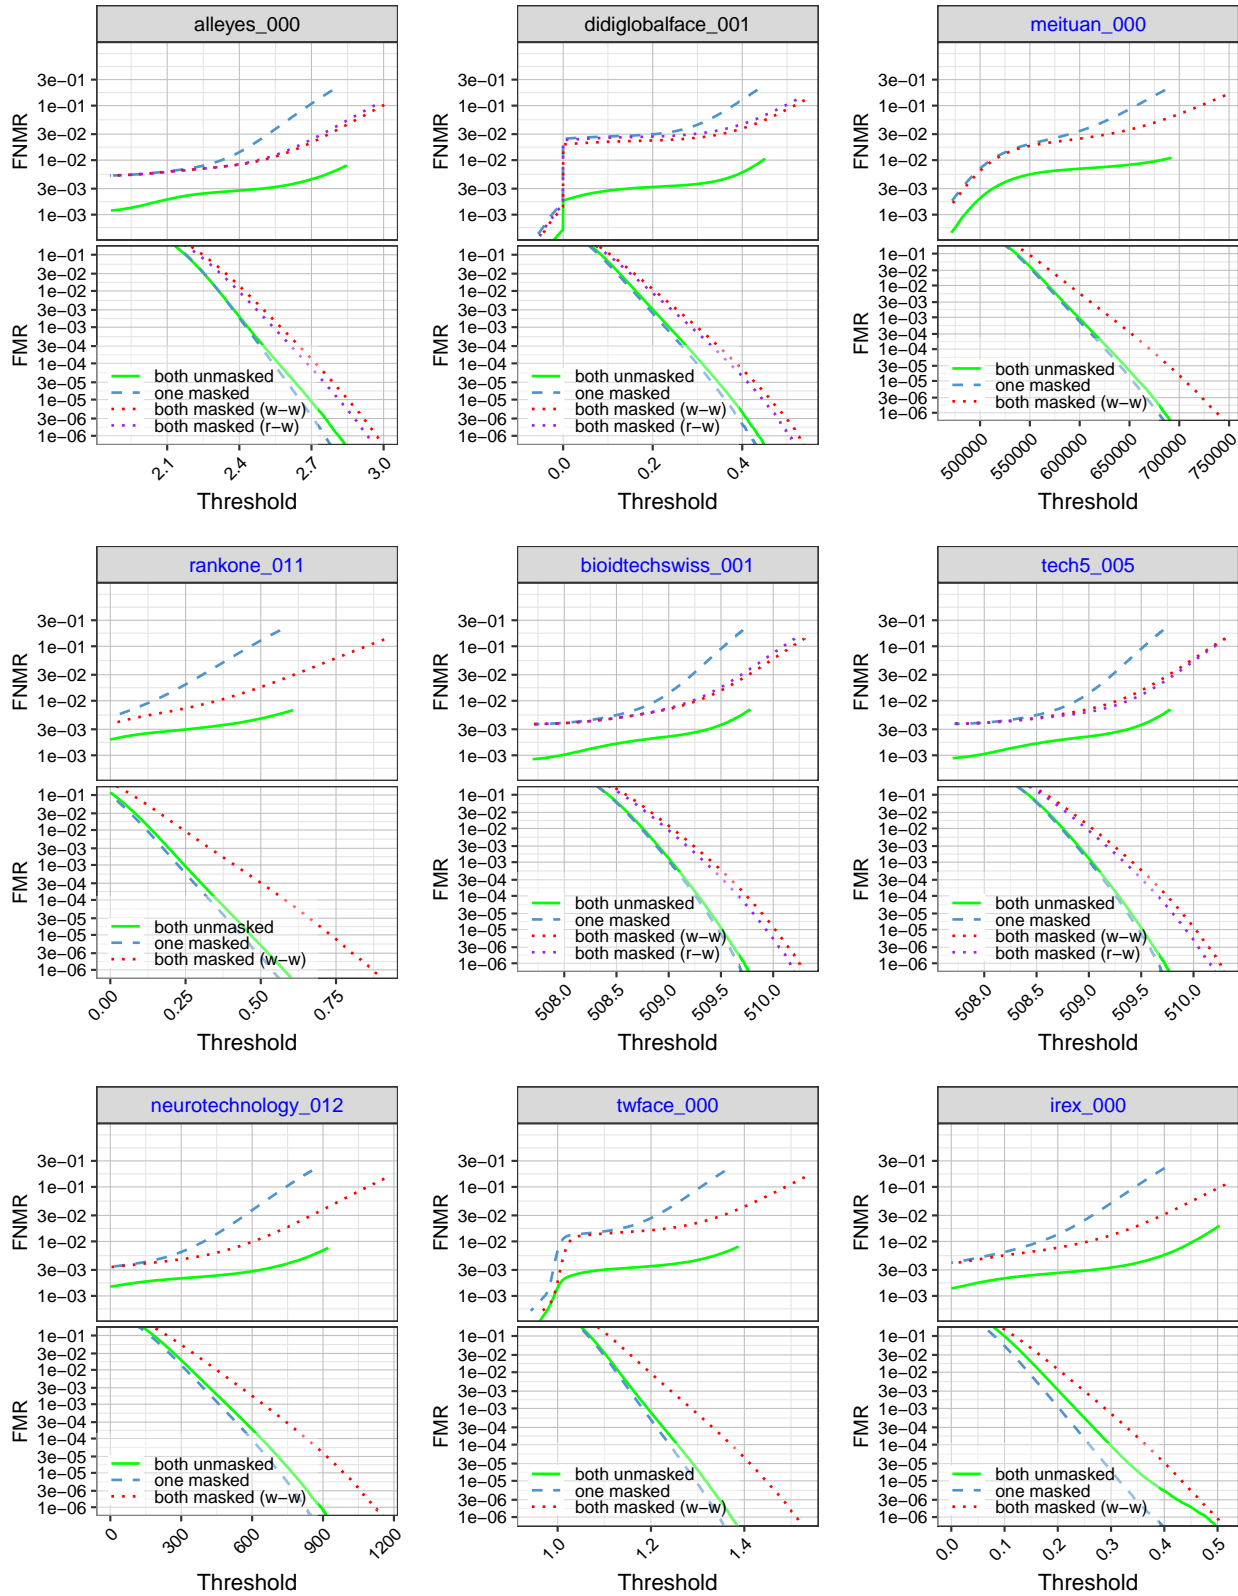 alleyes_000
FNMR
3e−01
1e−01
3e−02
1e−02
3e−03
1e−03
FMR
1e−01
3e−02
1e−02
3e−03
1e−03
3e−04
1e−04
3e−05
1e−05
3e−06
1e−06
both unmasked
one masked
both masked (w−w)
both masked (r−w)
2.1 2.4 2.7 3.0
Threshold
didiglobalface_001
FNMR
3e−01
1e−01
3e−02
1e−02
3e−03
1e−03
FMR
1e−01
3e−02
1e−02
3e−03
1e−03
3e−04
1e−04
3e−05
1e−05
3e−06
1e−06
both unmasked
one masked
both masked (w−w)
both masked (r−w)
0.0 0.2 0.4
Threshold
meituan_000
FNMR
3e−01
1e−01
3e−02
1e−02
3e−03
1e−03
FMR
1e−01
3e−02
1e−02
3e−03
1e−03
3e−04
1e−04
3e−05
1e−05
3e−06
1e−06
both unmasked
one masked
both masked (w−w)
500000 550000 600000 650000 700000 750000
Threshold
rankone_011
FNMR
3e−01
1e−01
3e−02
1e−02
3e−03
1e−03
FMR
1e−01
3e−02
1e−02
3e−03
1e−03
3e−04
1e−04
3e−05
1e−05
3e−06
1e−06
both unmasked
one masked
both masked (w−w)
0.00 0.25 0.50 0.75
Threshold
bioidtechswiss_001
FNMR
3e−01
1e−01
3e−02
1e−02
3e−03
1e−03
FMR
1e−01
3e−02
1e−02
3e−03
1e−03
3e−04
1e−04
3e−05
1e−05
3e−06
1e−06
both unmasked
one masked
both masked (w−w)
both masked (r−w)
508.0 508.5 509.0 509.5 510.0
Threshold
tech5_005
FNMR
3e−01
1e−01
3e−02
1e−02
3e−03
1e−03
FMR
1e−01
3e−02
1e−02
3e−03
1e−03
3e−04
1e−04
3e−05
1e−05
3e−06
1e−06
both unmasked
one masked
both masked (w−w)
both masked (r−w)
508.0 508.5 509.0 509.5 510.0
Threshold
neurotechnology_012
FNMR
3e−01
1e−01
3e−02
1e−02
3e−03
1e−03
FMR
1e−01
3e−02
1e−02
3e−03
1e−03
3e−04
1e−04
3e−05
1e−05
3e−06
1e−06
both unmasked
one masked
both masked (w−w)
0 300 600 900 1200
Threshold
twface_000
FNMR
3e−01
1e−01
3e−02
1e−02
3e−03
1e−03
FMR
1e−01
3e−02
1e−02
3e−03
1e−03
3e−04
1e−04
3e−05
1e−05
3e−06
1e−06
both unmasked
one masked
both masked (w−w)
1.0 1.2 1.4
Threshold
irex_000
FNMR
3e−01
1e−01
3e−02
1e−02
3e−03
1e−03
FMR
1e−01
3e−02
1e−02
3e−03
1e−03
3e−04
1e−04
3e−05
1e−05
3e−06
1e−06
both unmasked
one masked
both masked (w−w)
0.0 0.1 0.2 0.3 0.4 0.5
Threshold